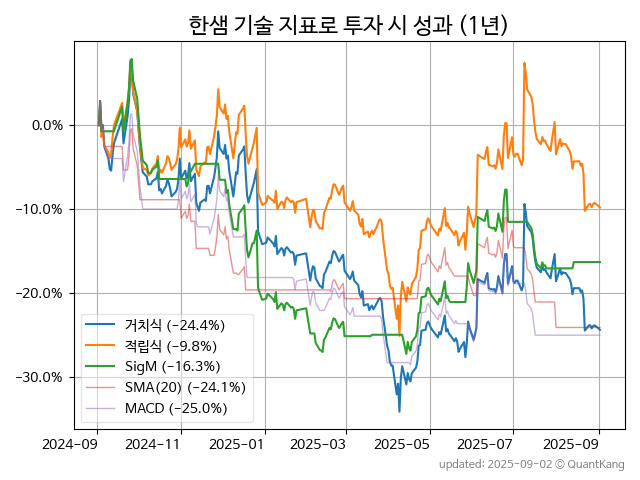 한샘 기술 지표로 투자 시 성과 (1년)
0.0%
−10.0%
−20.0%
−30.0%
거치식 (−24.4%)
적립식 (−9.8%)
SigM (−16.3%)
SMA(20) (−24.1%)
MACD (−25.0%)
2024-09
2024-11
2025-01
2025-03
2025-05
2025-07
2025-09
updated: 2025-09-02 © QuantKang